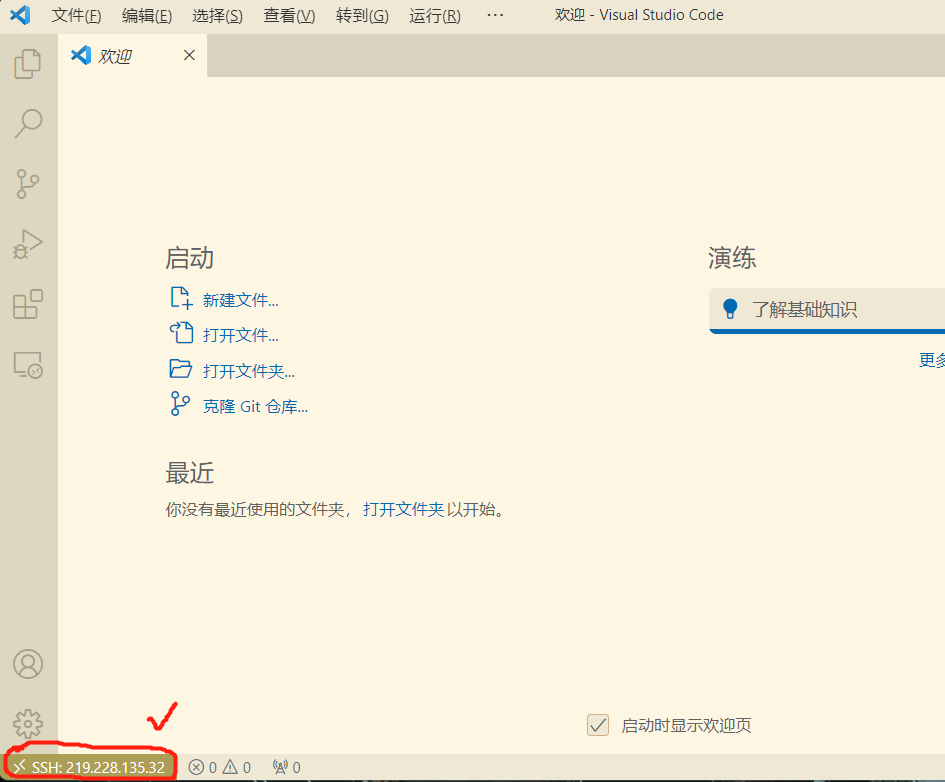 文件(F) 编辑(E) 选择(S) 查看(V) 转到(G) 运行(R) ··· 欢迎 - Visual Studio Code
欢迎
启动
新建文件...
打开文件...
打开文件夹...
克隆 Git 仓库...
最近
你没有最近使用的文件夹，打开文件夹以开始。
演练
了解基础知识
更多
启动时显示欢迎页
SSH: 219.228.135.32 0 0 0